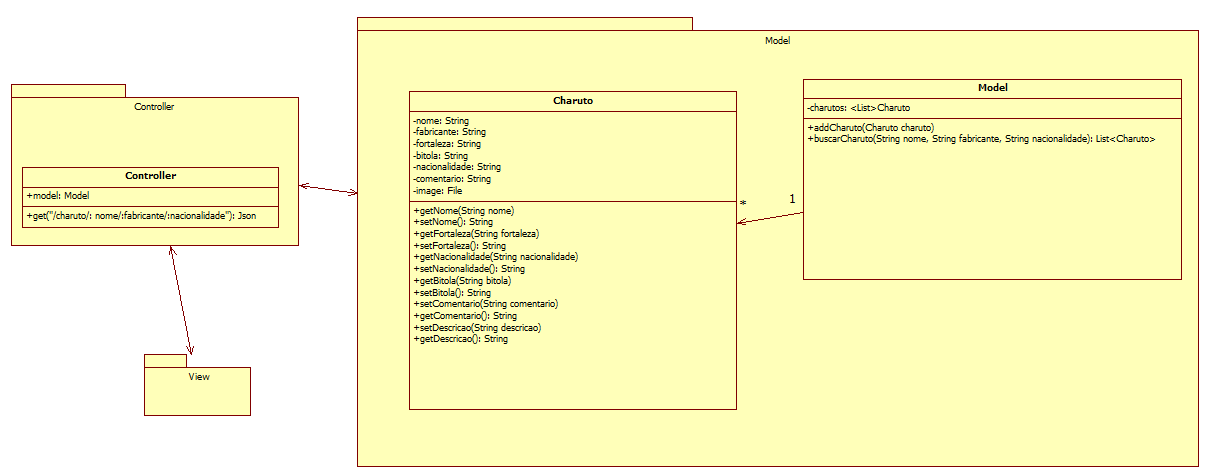 Controller
Controller
+model: Model
+get("/charuto/: nome/:fabricante/:nacionalidade"): Json
View
Model
Charuto
-nome: String
-fabricante: String
-fortaleza: String
-bitola: String
-nacionalidade: String
-comentario: String
-image: File
+getNome(String nome)
+setNome(): String
+getFortaleza(String fortaleza)
+setFortaleza(): String
+getNacionalidade(String nacionalidade)
+setNacionalidade(): String
+getBitola(String bitola)
+setBitola(): String
+setComentario(String comentario)
+getComentario(): String
+setDescricao(String descricao)
+getDescricao(): String
*
1
Model
-charutos: <List>Charuto
+addCharuto(Charuto charuto)
+buscarCharuto(String nome, String fabricante, String nacionalidade): List<Charuto>